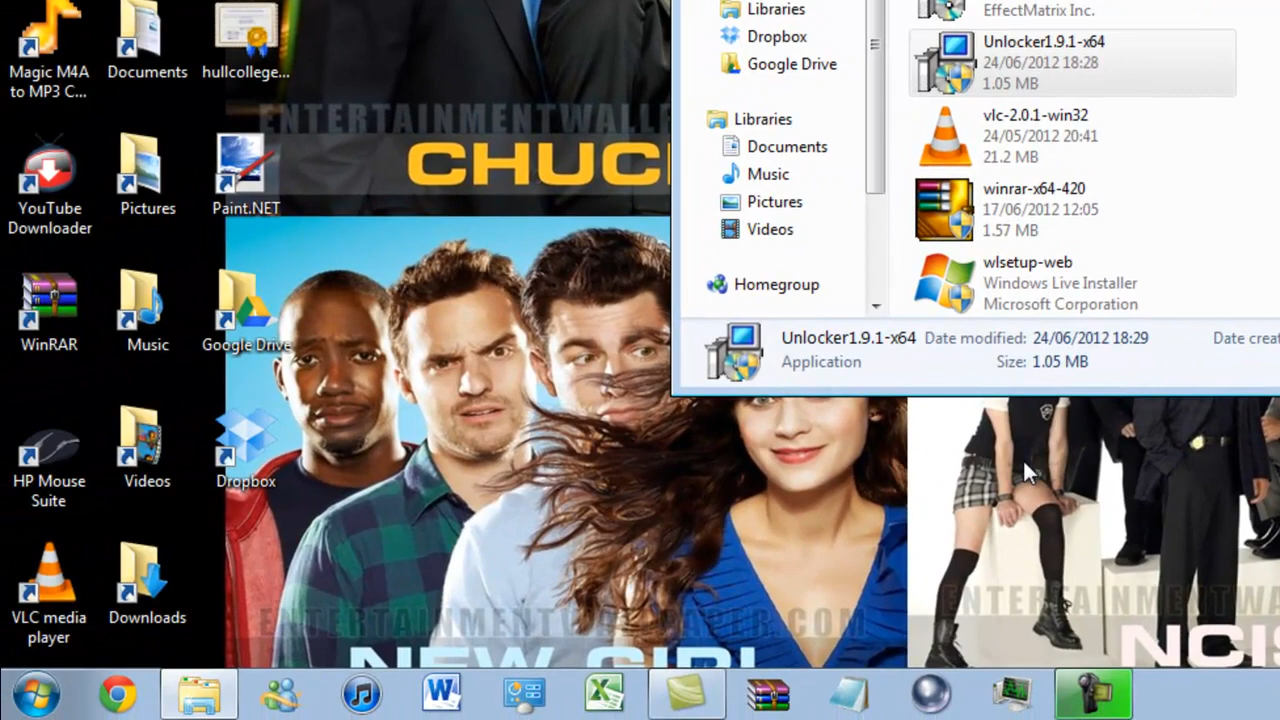 Magic M4A
to MP3 C...
Documents
hullcollege...
YouTube
Downloader
Pictures
Paint.NET
WinRAR
Music
Google Drive
HP Mouse
Suite
Videos
Dropbox
VLC media
player
Downloads
ENTERTAINMENTWALLE
CHUC
ENTERTAINMENTWALLPAPER.COM
NEW GIRL
ENTERTAINMENTWA
NCIS
Libraries
Dropbox
Google Drive
Libraries
Documents
Music
Pictures
Videos
Homegroup
EffectMatrix Inc.
Unlocker1.9.1-x64
24/06/2012 18:28
1.05 MB
vlc-2.0.1-win32
24/05/2012 20:41
21.2 MB
winrar-x64-420
17/06/2012 12:05
1.57 MB
wlsetup-web
Windows Live Installer
Microsoft Corporation
Unlocker1.9.1-x64 Date modified: 24/06/2012 18:29 Date creat
Application Size: 1.05 MB